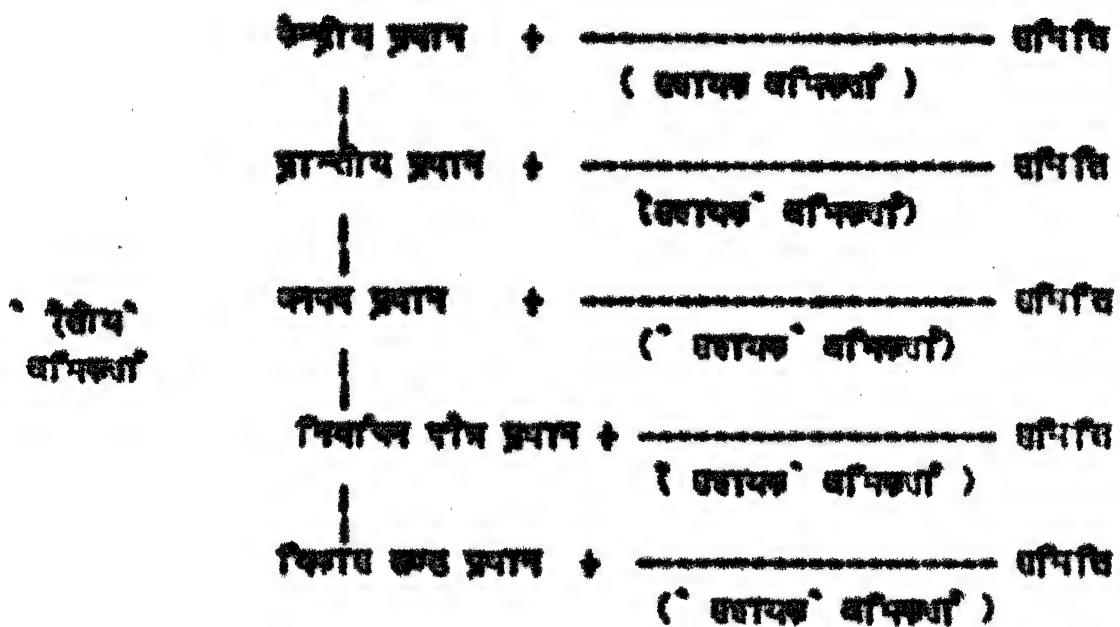 केन्द्रीय प्रधान + ———————— समिति
( सहायक अभिकर्ता )
प्रान्तीय प्रधान + ———————— समिति
( "सहायक" अभिकर्ता )
जनपद प्रधान + ———————— समिति
( " सहायक" अभिकर्ता )
" रेतीय"
अभिकर्ता
निर्वाचन क्षेत्र प्रधान + ———————— समिति
( " सहायक" अभिकर्ता )
विकास खण्ड प्रधान + ———————— समिति
( " सहायक" अभिकर्ता )